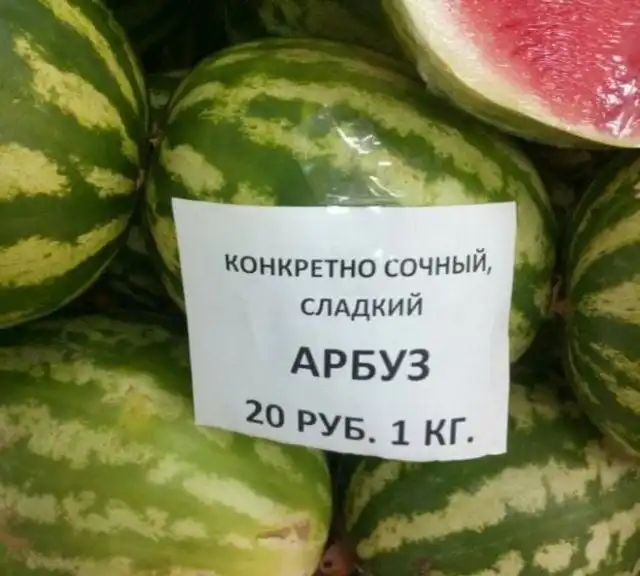 КОНКРЕТНО СОЧНЫЙ,
СЛАДКИЙ
АРБУЗ
20 РУБ. 1 КГ.